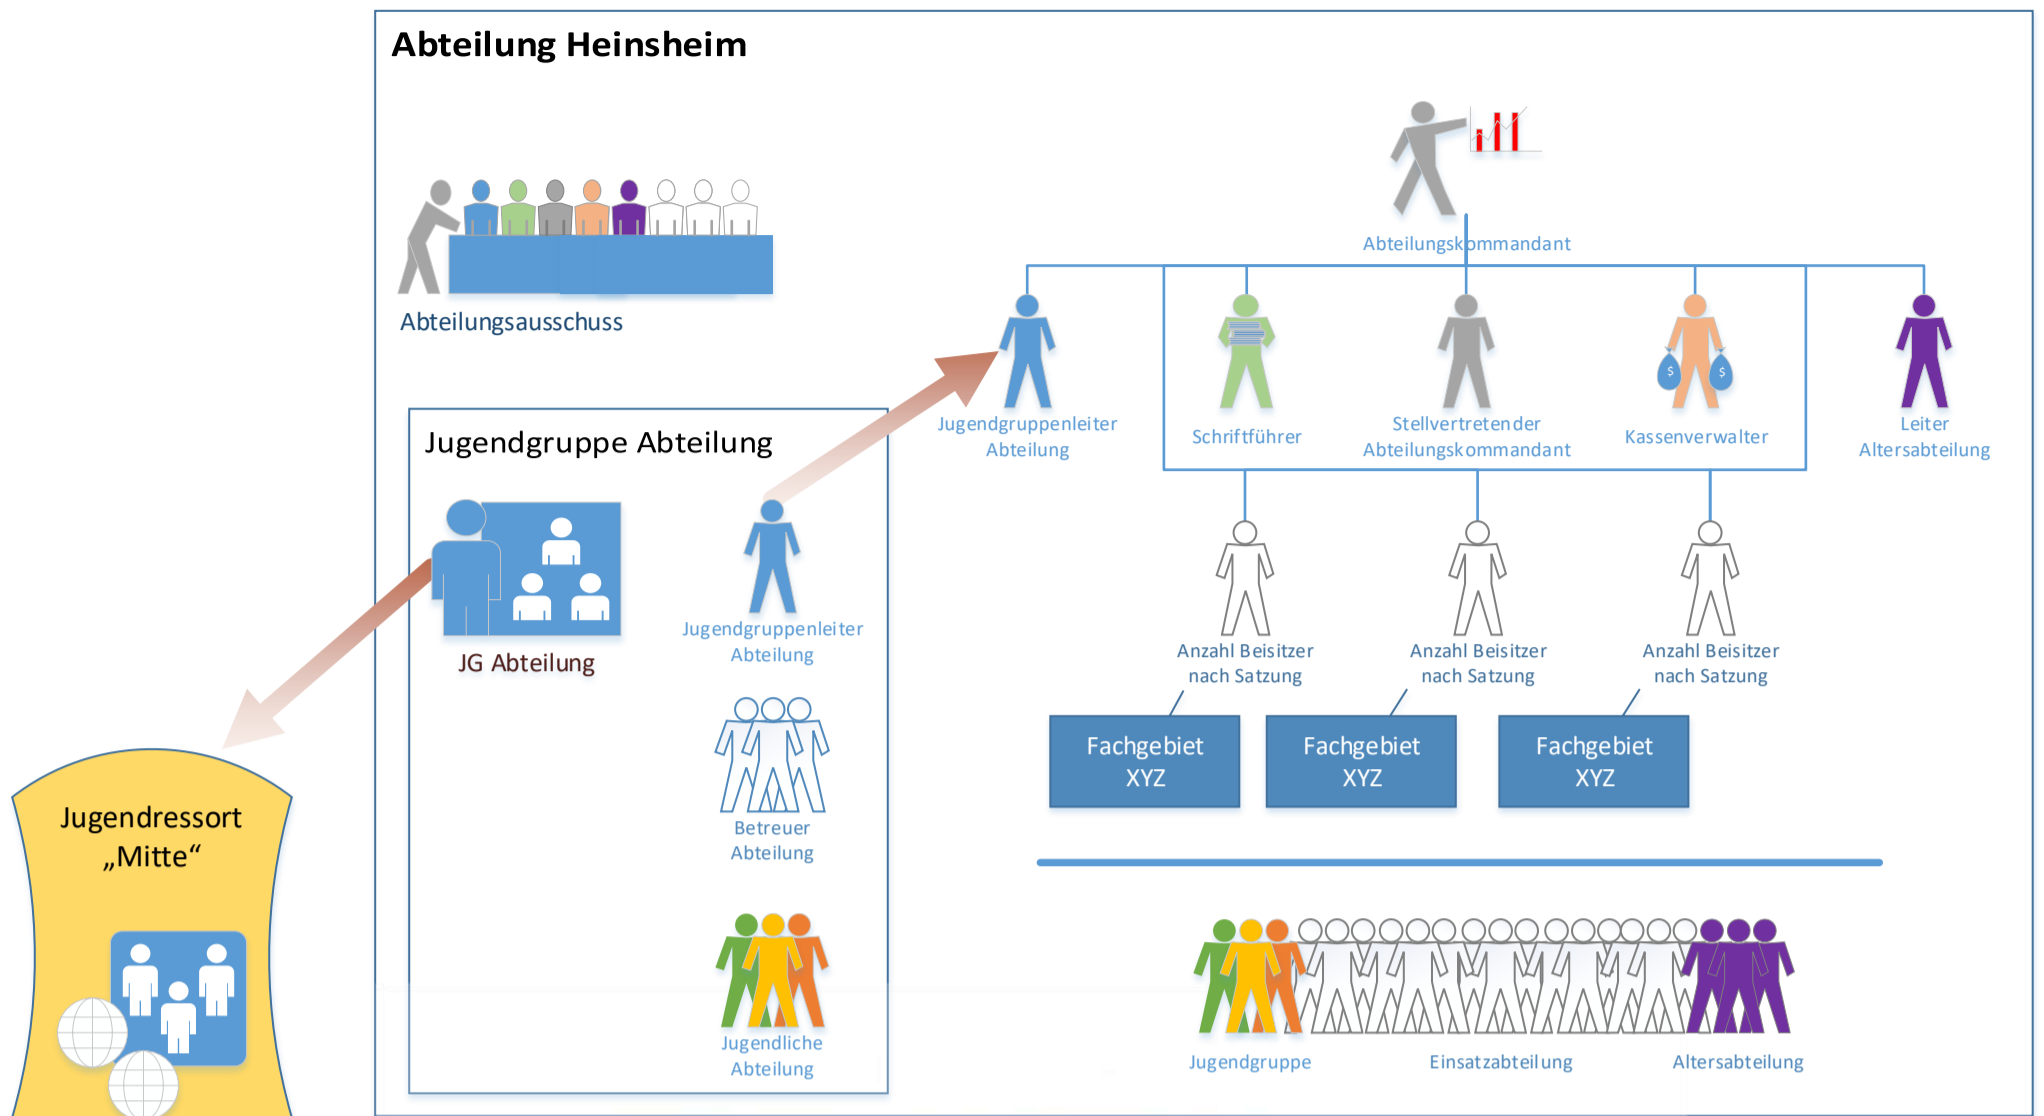 Abteilung Heinsheim
Abteilungskommandant
Abteilungsausschuss
Jugendgruppenleiter
Abteilung
Schriftführer
Stellvertretender
Abteilungskommandant
Kassenverwalter
Leiter
Altersabteilung
Jugendgruppe Abteilung
JG Abteilung
Jugendgruppenleiter
Abteilung
Betreuer
Abteilung
Jugendliche
Abteilung
Anzahl Beisitzer
nach Satzung
Anzahl Beisitzer
nach Satzung
Anzahl Beisitzer
nach Satzung
Fachgebiet
XYZ
Fachgebiet
XYZ
Fachgebiet
XYZ
Jugendressort
„Mitte“
Jugendgruppe
Einsatzabteilung
Altersabteilung
$
$